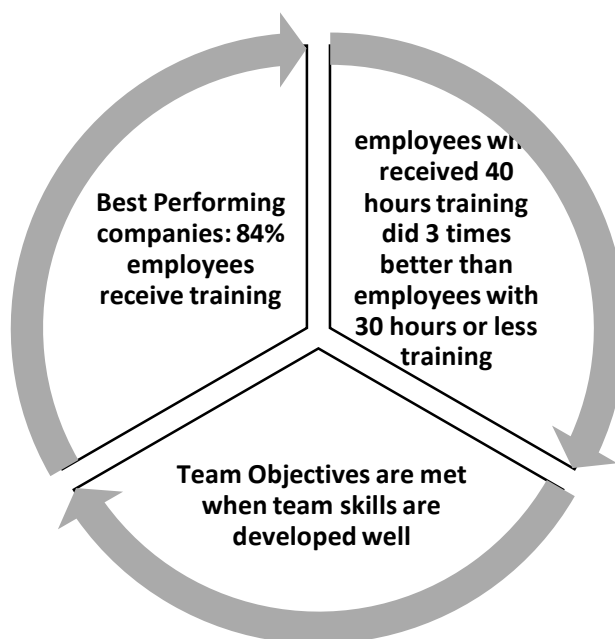 Best Performing
companies: 84%
employees
receive training
employees
received 40
hours training
did 3 times
better than
employees with
30 hours or less
training
Team Objectives are met
when team skills are
developed well